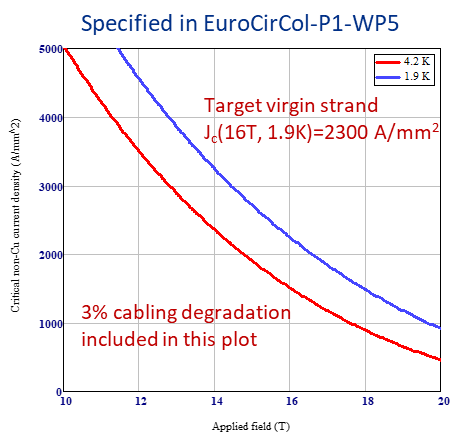 Specified in EuroCirCol-P1-WP5
5000
4.2 K
1.9 K
Target virgin strand
Jc(16T, 1.9K)=2300 A/mm²
4000
3000
2000
3% cabling degradation
included in this plot
1000
0
10
12
14
16
18
20
Critical non-Cu current density (A/mm^2)
Applied field (T)